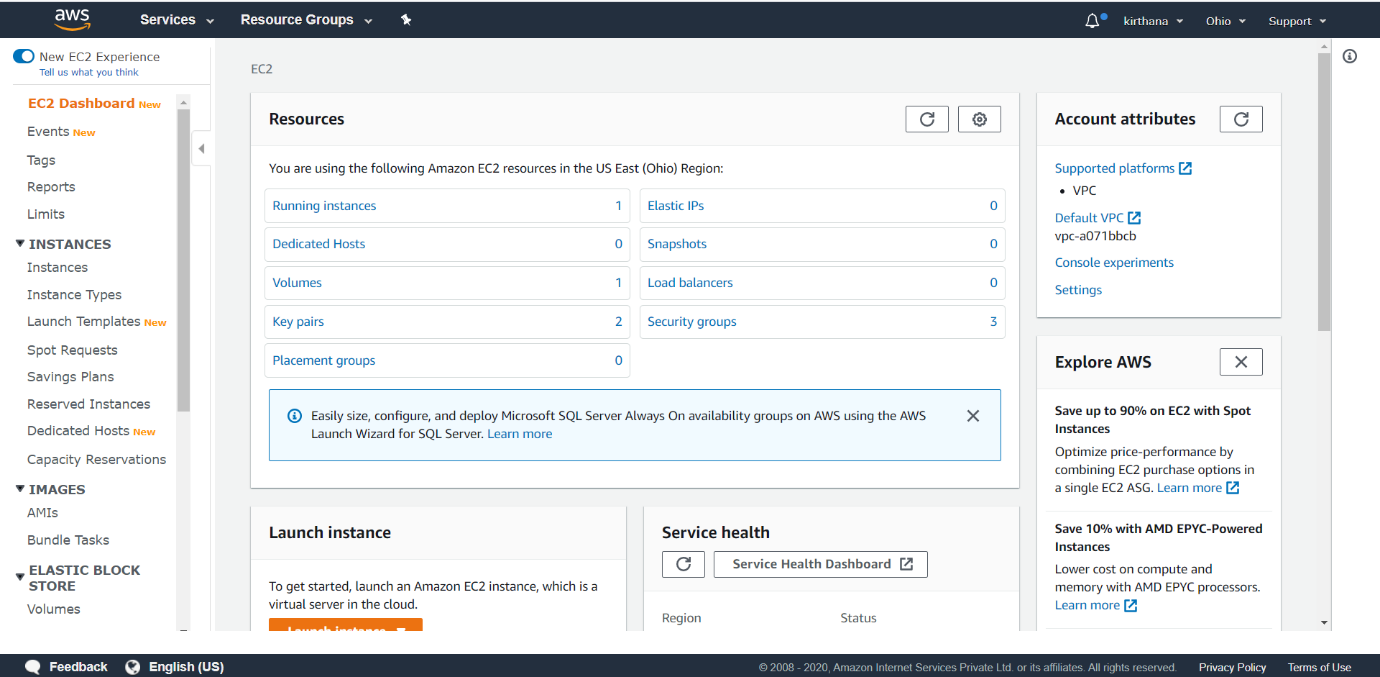 aws Services Resource Groups kirthana Ohio Support
New EC2 Experience
Tell us what you think
EC2 Dashboard New
Events New
Tags
Reports
Limits
INSTANCES
Instances
Instance Types
Launch Templates New
Spot Requests
Savings Plans
Reserved Instances
Dedicated Hosts New
Capacity Reservations
IMAGES
AMIs
Bundle Tasks
ELASTIC BLOCK
STORE
Volumes
EC2
Resources
You are using the following Amazon EC2 resources in the US East (Ohio) Region:
Running instances 1
Elastic IPs 0
Dedicated Hosts 0
Snapshots 0
Volumes 1
Load balancers 0
Key pairs 2
Security groups 3
Placement groups 0
Easily size, configure, and deploy Microsoft SQL Server Always On availability groups on AWS using the AWS
Launch Wizard for SQL Server. Learn more
Launch instance
To get started, launch an Amazon EC2 instance, which is a
virtual server in the cloud.
Launch instance
Service health
Service Health Dashboard
Region Status
Account attributes
Supported platforms
• VPC
Default VPC
vpc-a071bbcb
Console experiments
Settings
Explore AWS
Save up to 90% on EC2 with Spot
Instances
Optimize price-performance by
combining EC2 purchase options in
a single EC2 ASG. Learn more
Save 10% with AMD EPYC-Powered
Instances
Lower cost on compute and
memory with AMD EPYC processors.
Learn more
Feedback English (US) © 2008 - 2020, Amazon Internet Services Private Ltd. or its affiliates. All rights reserved. Privacy Policy Terms of Use